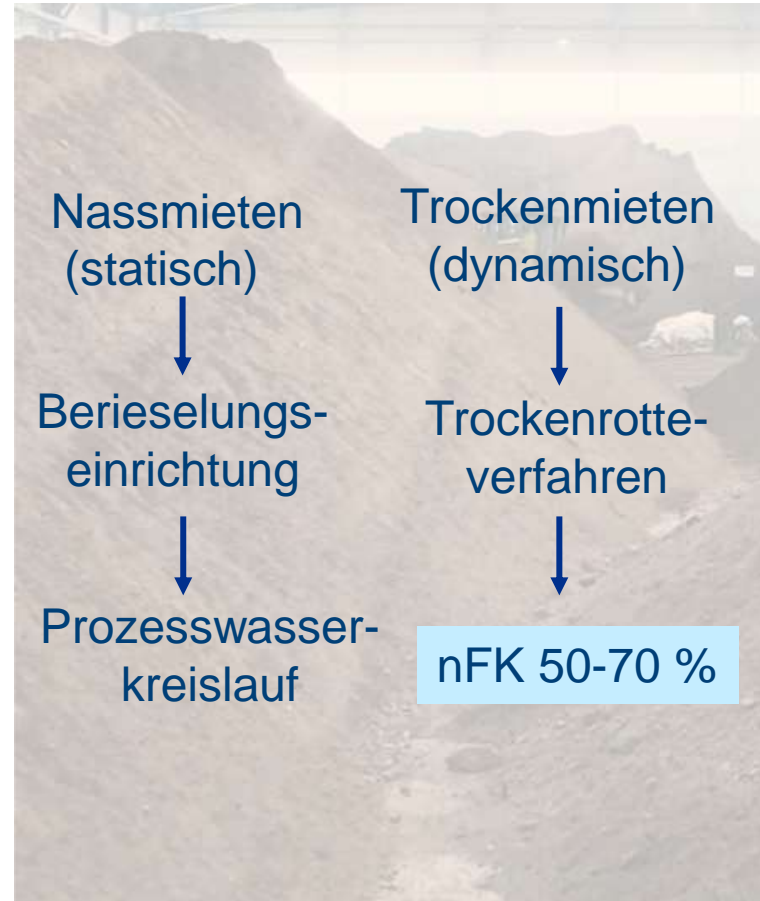 Nassmieten
(statisch)
Berieselungs-
einrichtung
Prozesswasser-
kreislauf
Trockenmieten
(dynamisch)
Trockenrotte-
verfahren
nFK 50-70 %